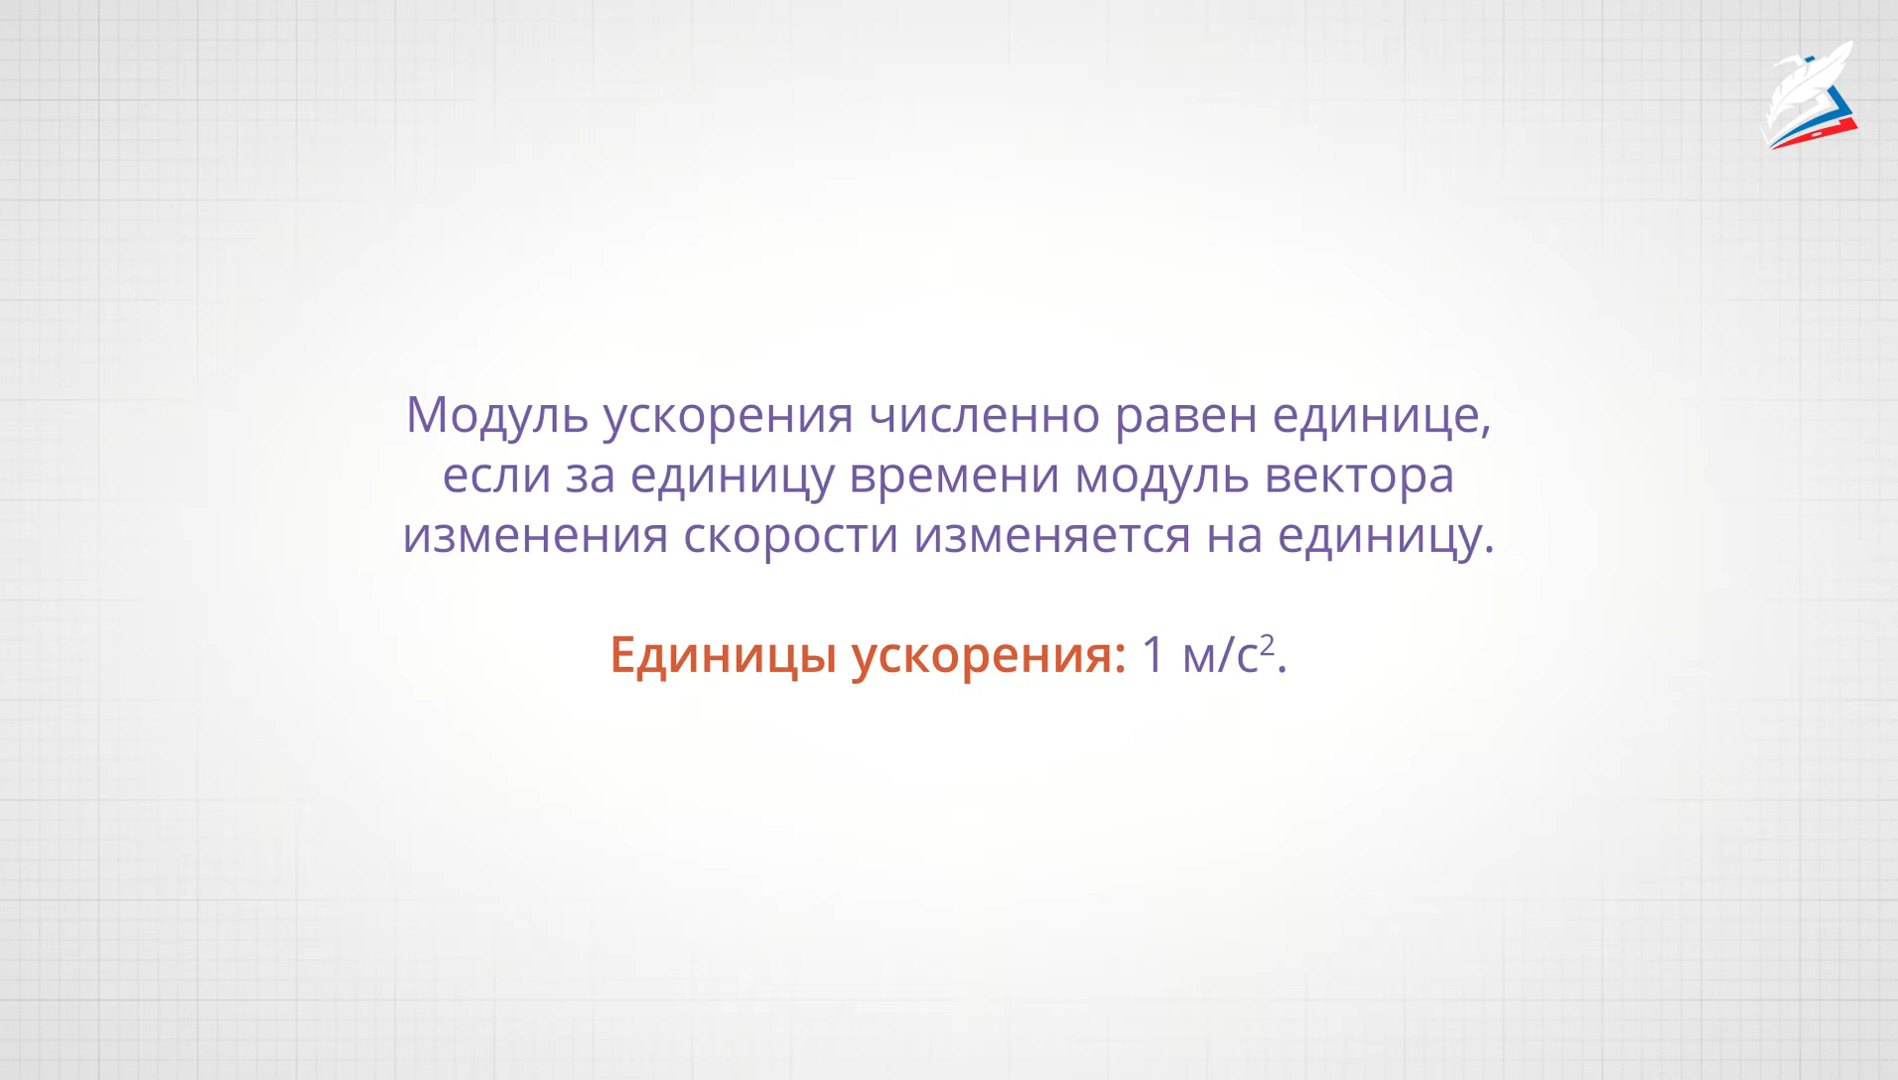 Модуль ускорения численно равен единице,
если за единицу времени модуль вектора
изменения скорости изменяется на единицу.
Единицы ускорения: 1 м/с².